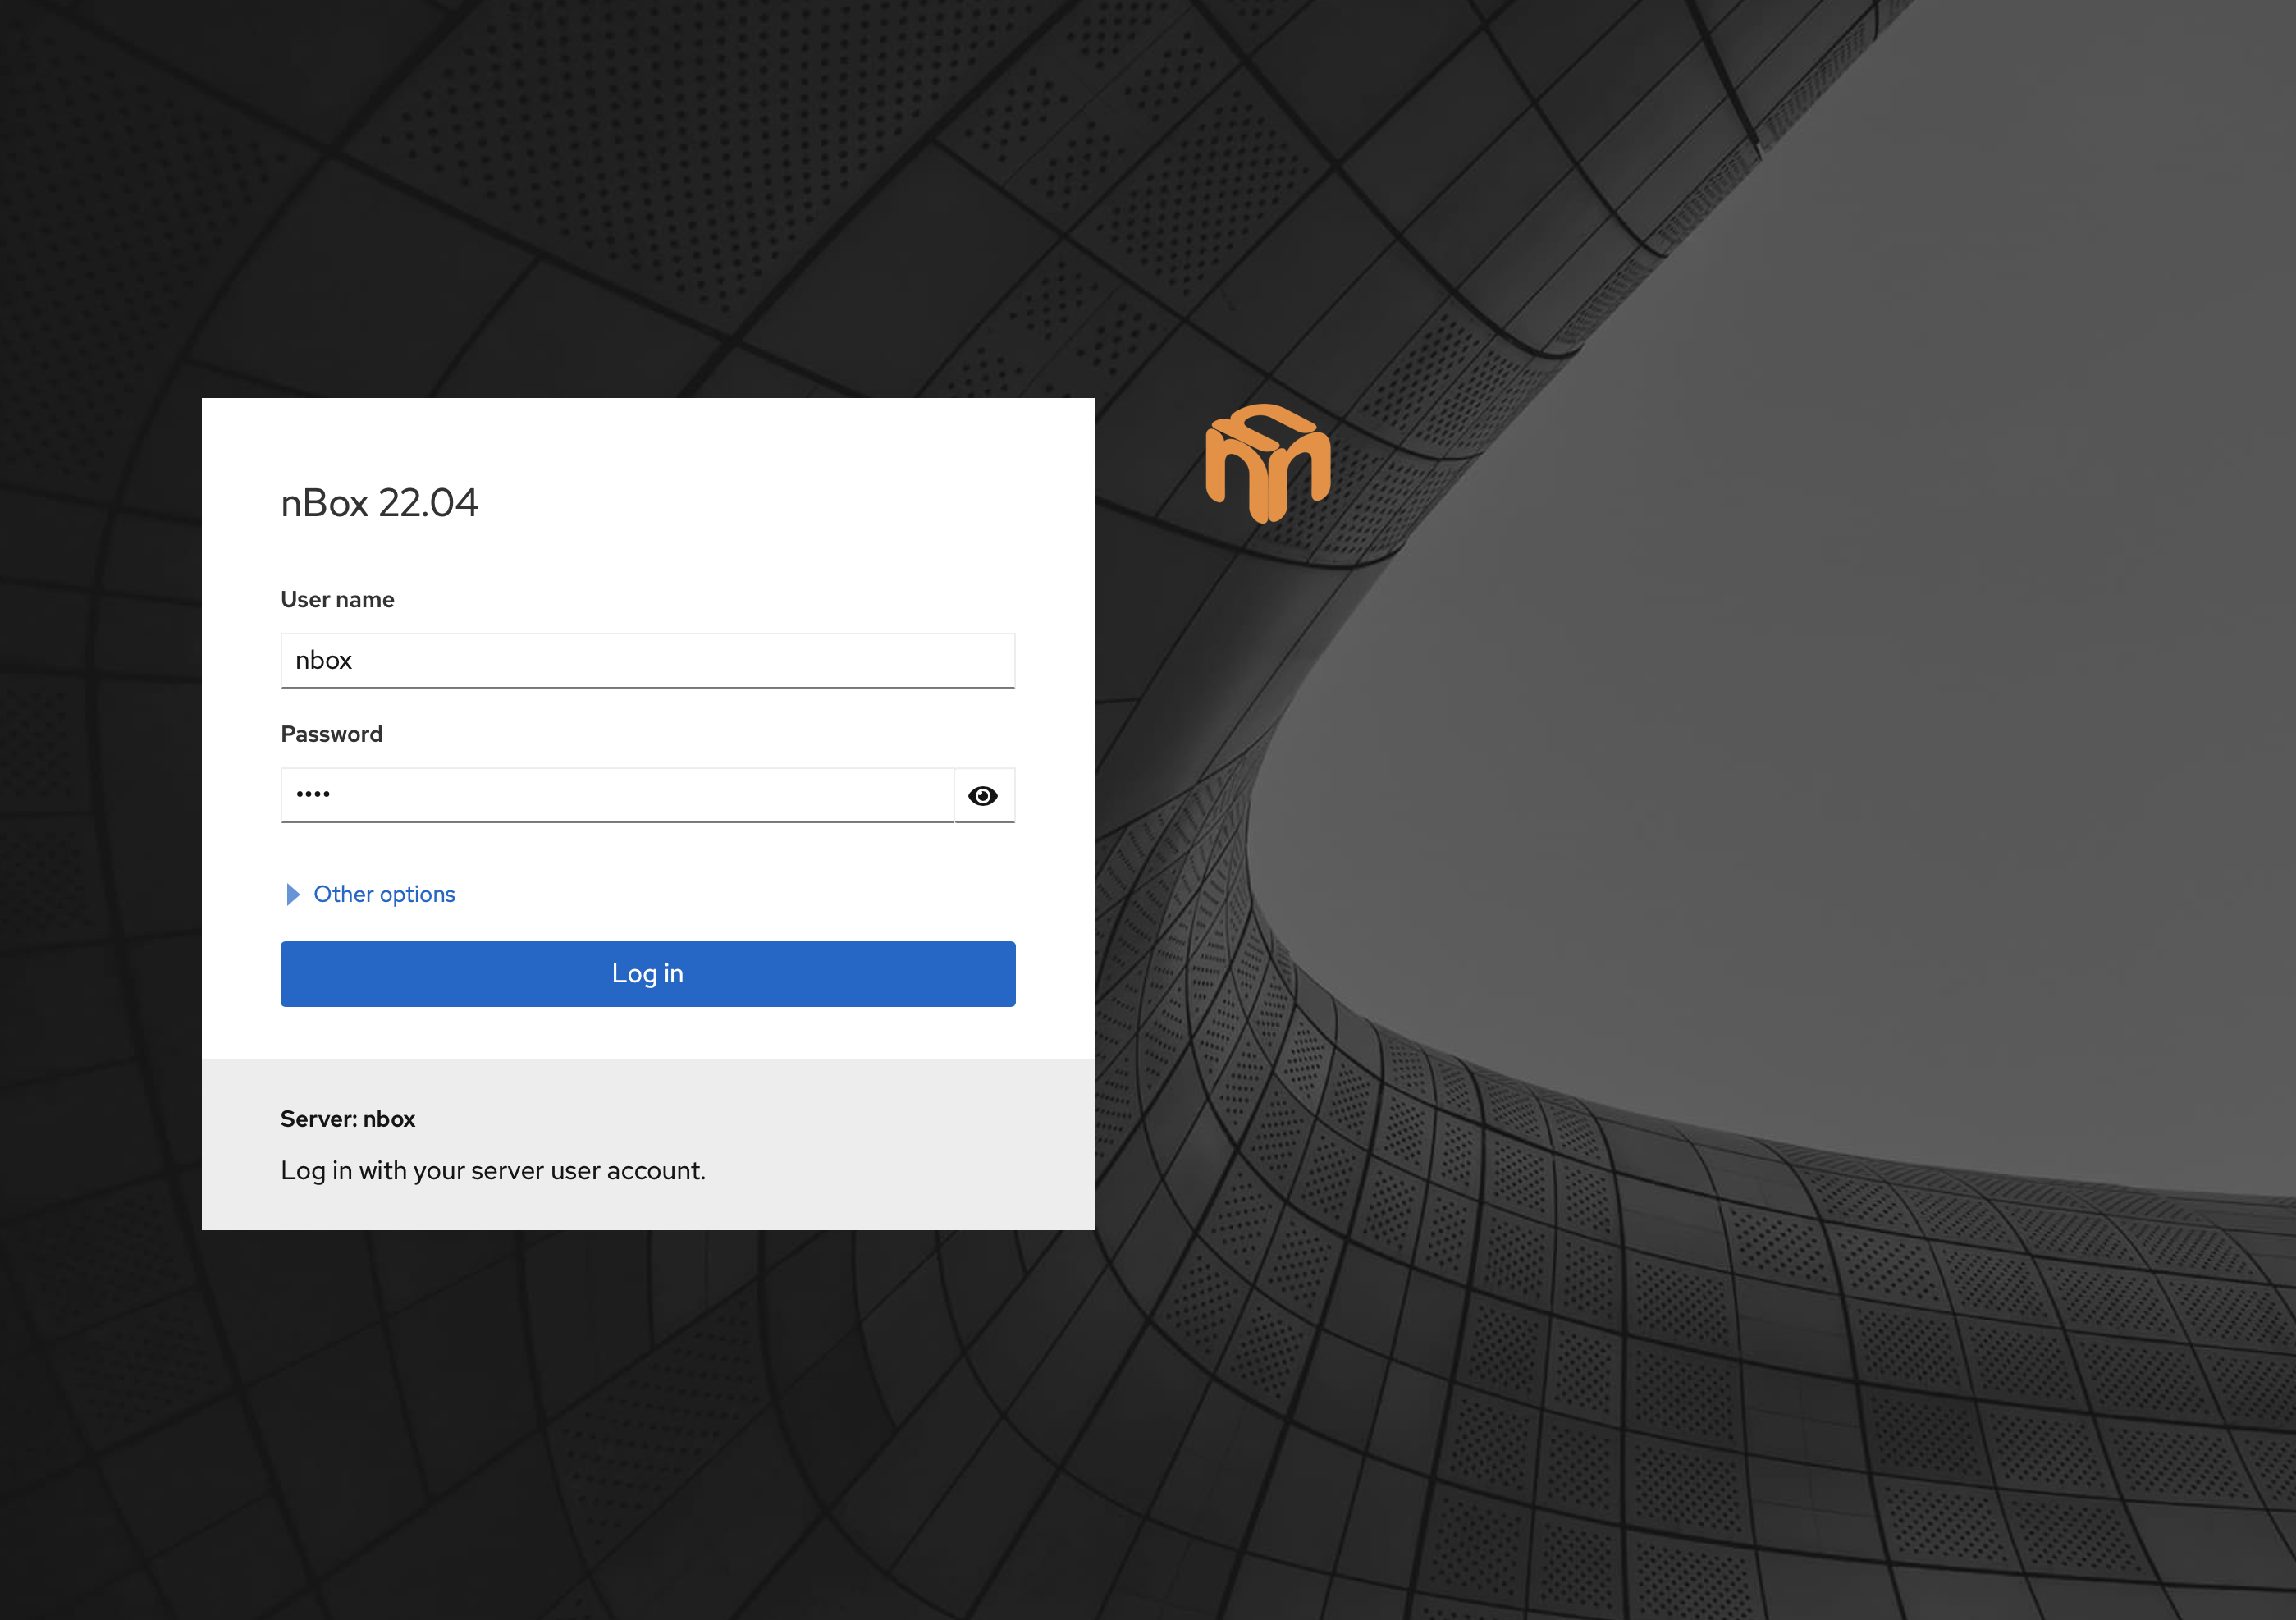 nBox 22.04
User name
nbox
Password
••••
Other options
Log in
Server: nbox
Log in with your server user account.